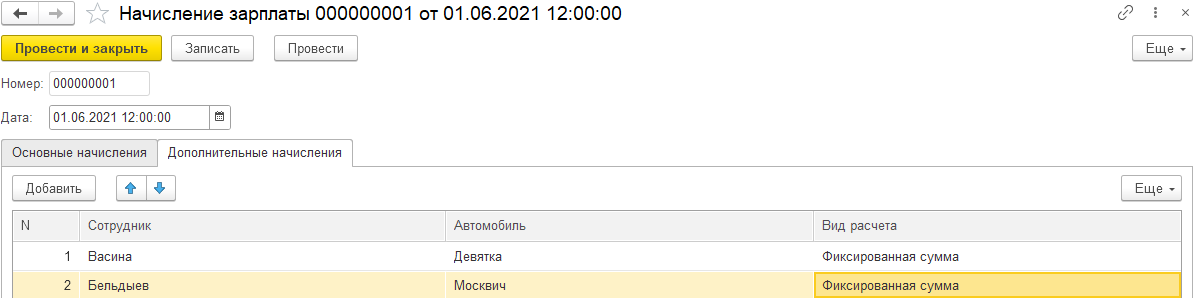 Начисление зарплаты 000000001 от 01.06.2021 12:00:00
Провести и закрыть Записать Провести Еще
Номер: 000000001
Дата: 01.06.2021 12:00:00
Основные начисления Дополнительные начисления
Добавить Еще
N Сотрудник Автомобиль Вид расчета
1 Васина Девятка Фиксированная сумма
2 Бельдыев Москвич Фиксированная сумма